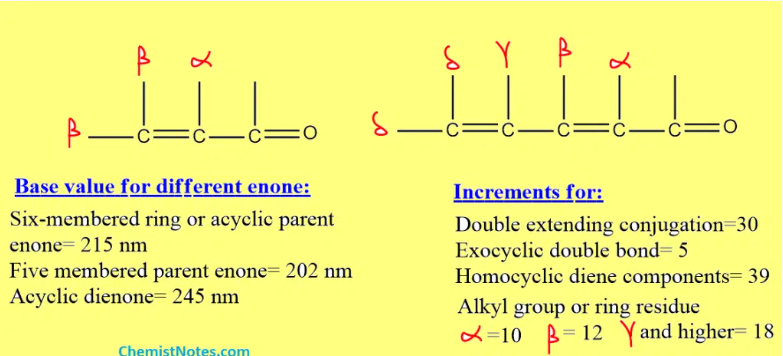 β α
β C C C O
δ γ β α
δ C C C C C O
Base value for different enone:
Six-membered ring or acyclic parent
enone= 215 nm
Five membered parent enone= 202 nm
Acyclic dienone= 245 nm
Increments for:
Double extending conjugation=30
Exocyclic double bond= 5
Homocyclic diene components= 39
Alkyl group or ring residue
α =10 β = 12 γ and higher= 18
ChemistNotes.com